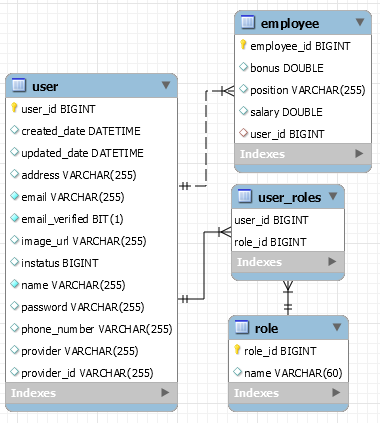 user
user_id BIGINT
created_date DATETIME
updated_date DATETIME
address VARCHAR(255)
email VARCHAR(255)
email_verified BIT(1)
image_url VARCHAR(255)
instatus BIGINT
name VARCHAR(255)
password VARCHAR(255)
phone_number VARCHAR(255)
provider VARCHAR(255)
provider_id VARCHAR(255)
Indexes
employee
employee_id BIGINT
bonus DOUBLE
position VARCHAR(255)
salary DOUBLE
user_id BIGINT
Indexes
user_roles
user_id BIGINT
role_id BIGINT
Indexes
role
role_id BIGINT
name VARCHAR(60)
Indexes